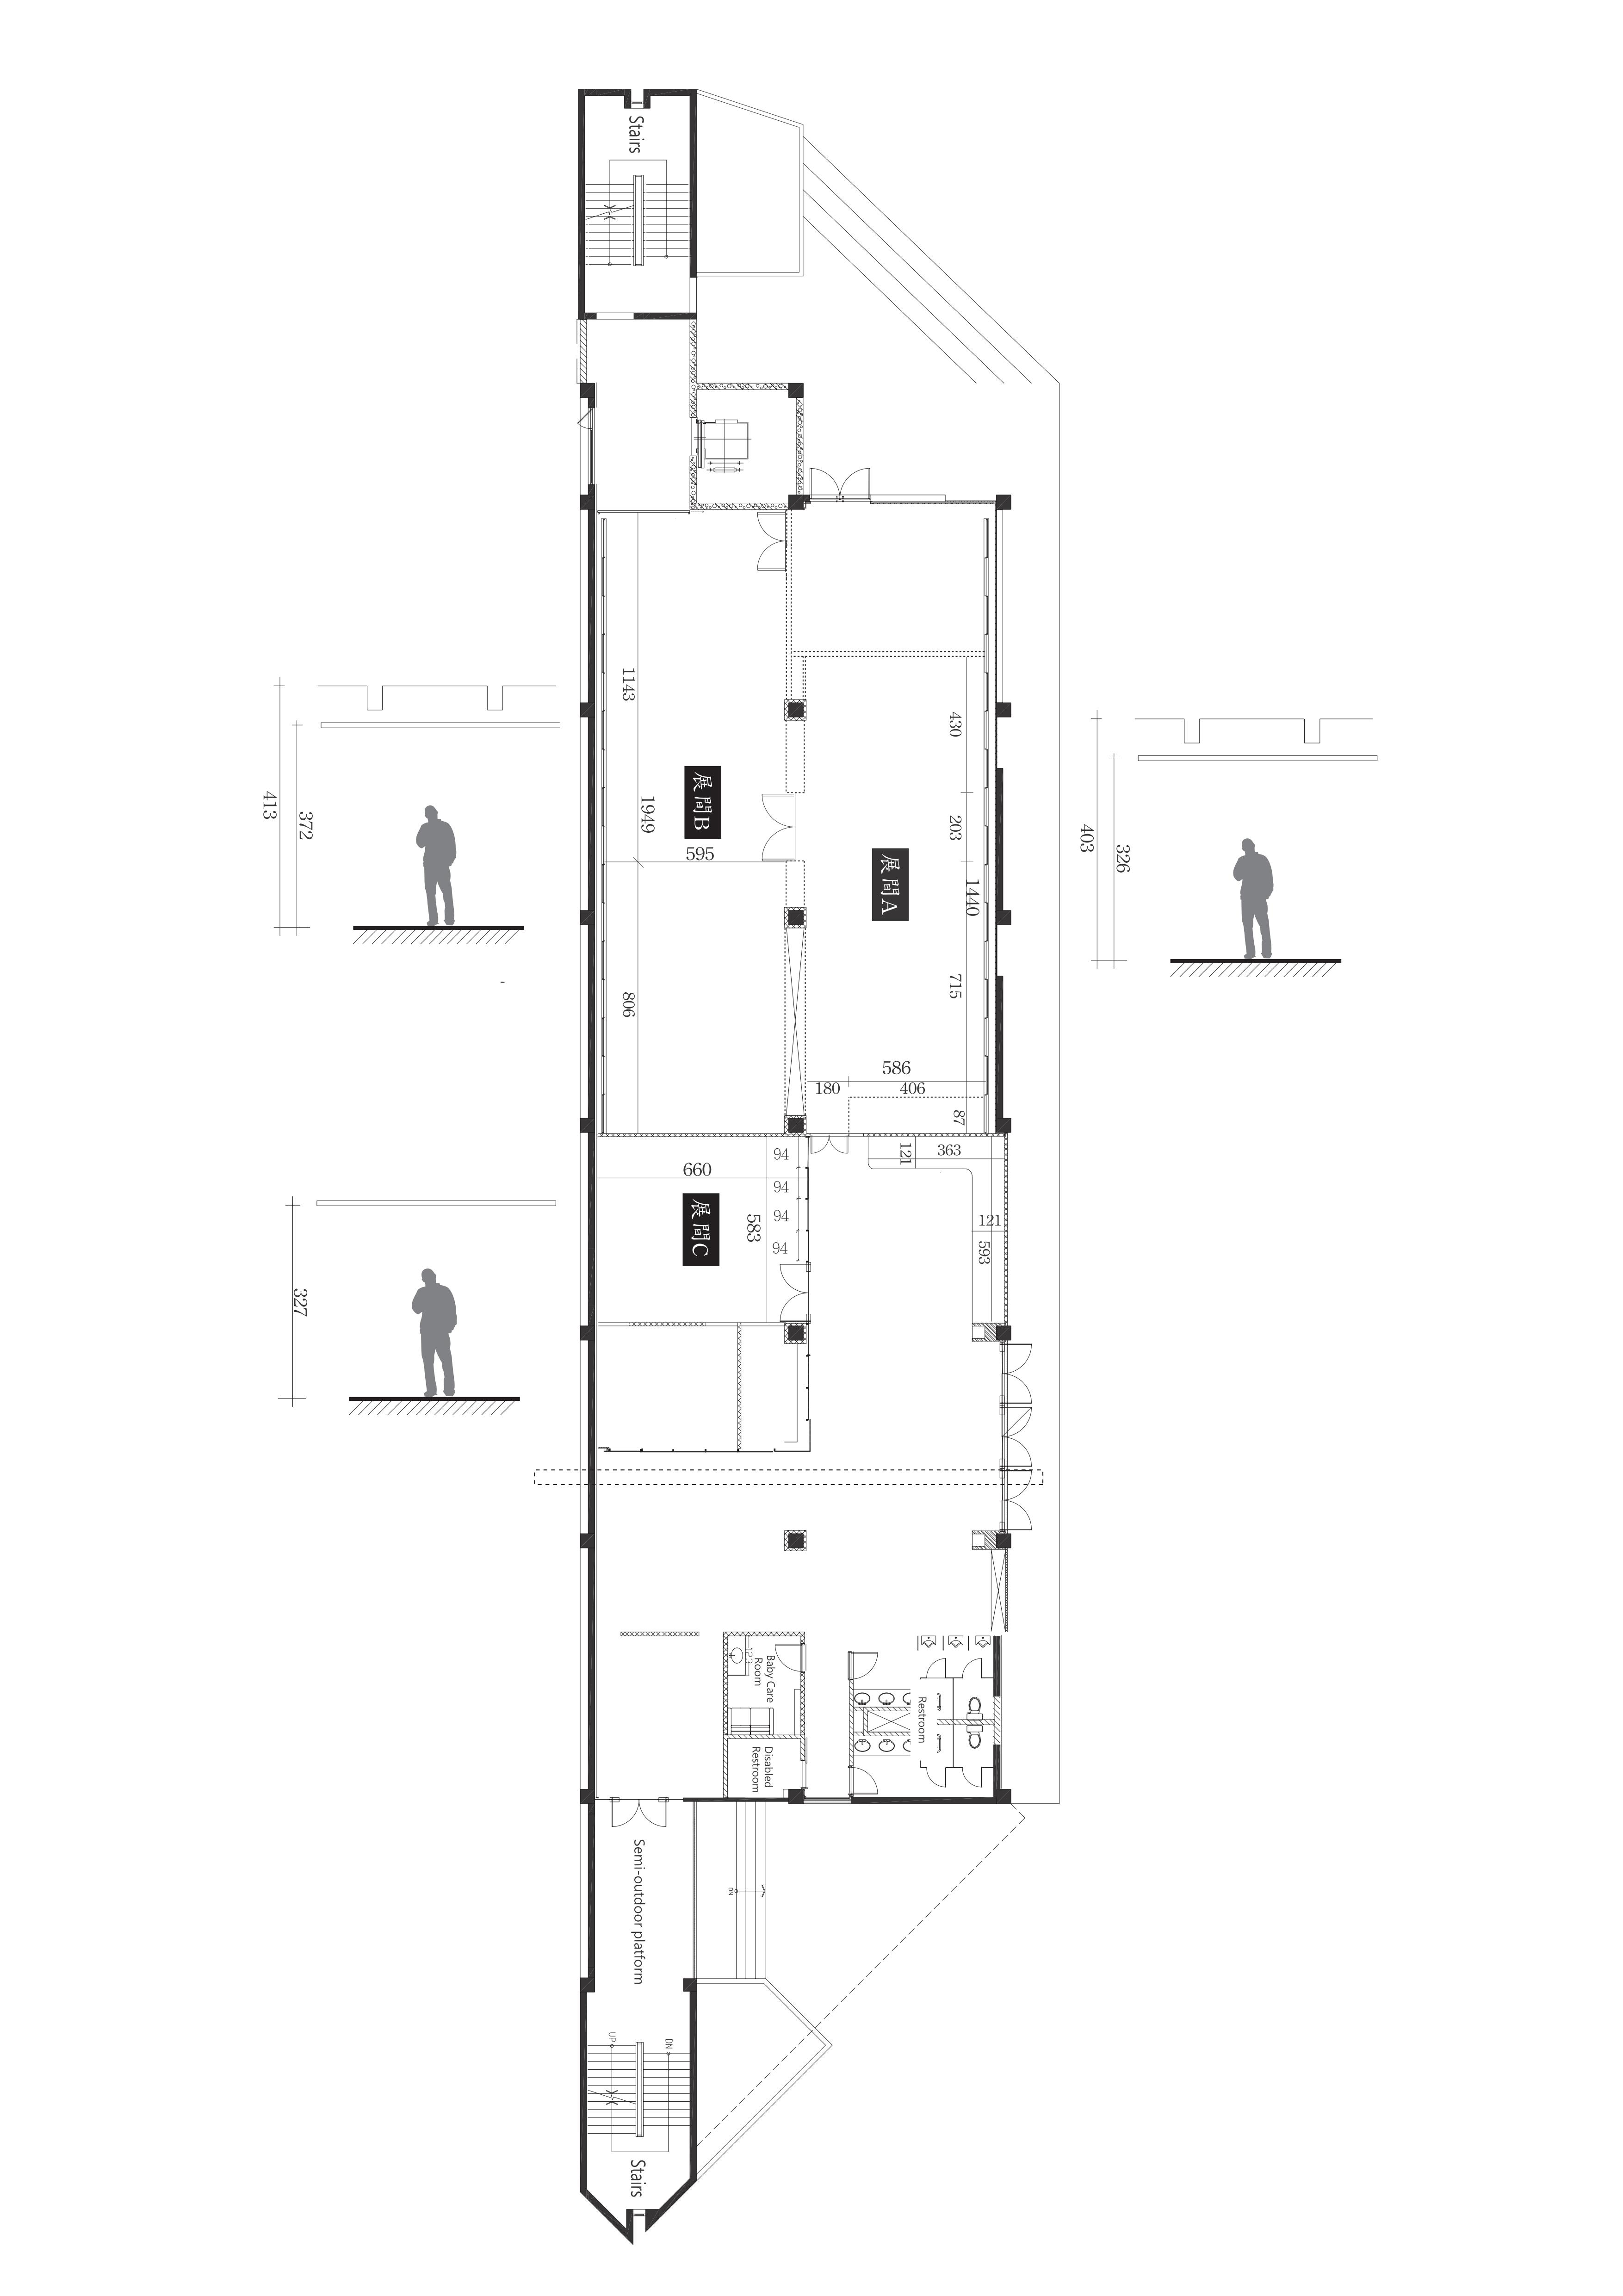 Stairs
1143
1949
展間B
595
806
430
203
1440
展間A
715
586
180
406
87
413
372
403
326
94
94
94
94
660
583
展間C
121
363
121
593
327
123
Baby Care
Room
Disabled
Restroom
Restroom
Semi-outdoor platform
DN
UP
DN
Stairs